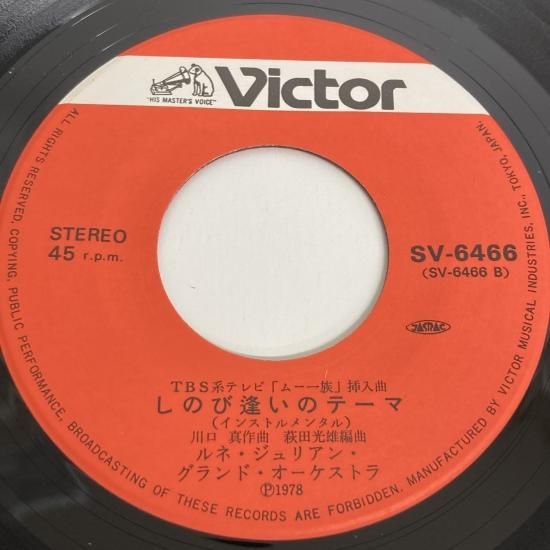 "HIS MASTER'S VOICE"
Victor
STEREO
45 r.p.m.
SV-6466
(SV-6466 B)
JASRAC
TBS系テレビ「ムー一族」挿入曲
しのび逢いのテーマ
(インストルメンタル)
川口 真作曲 萩田光雄編曲
ルネ・ジュリアン・
グランド・オーケストラ
Ⓟ1978
ALL RIGHTS RESERVED. COPYING, PUBLIC PERFORMANCE, BROADCASTING OF THESE RECORDS ARE FORBIDDEN. MANUFACTURED BY VICTOR MUSICAL INDUSTRIES, INC., TOKYO, JAPAN.